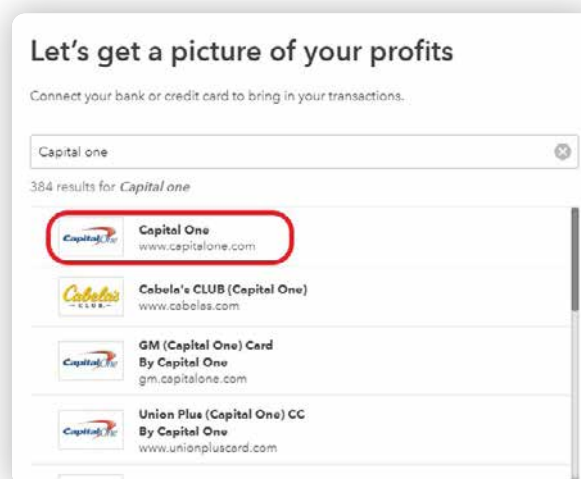 Let's get a picture of your profits
Connect your bank or credit card to bring in your transactions.
Capital one
384 results for Capital one
Capital One
Capital One
www.capitalone.com
Cabela's
CLUB
Cabela's CLUB (Capital One)
www.cabelas.com
Capital One
GM (Capital One) Card
By Capital One
gm.capitalone.com
Capital One
Union Plus (Capital One) CC
By Capital One
www.unionpluscard.com